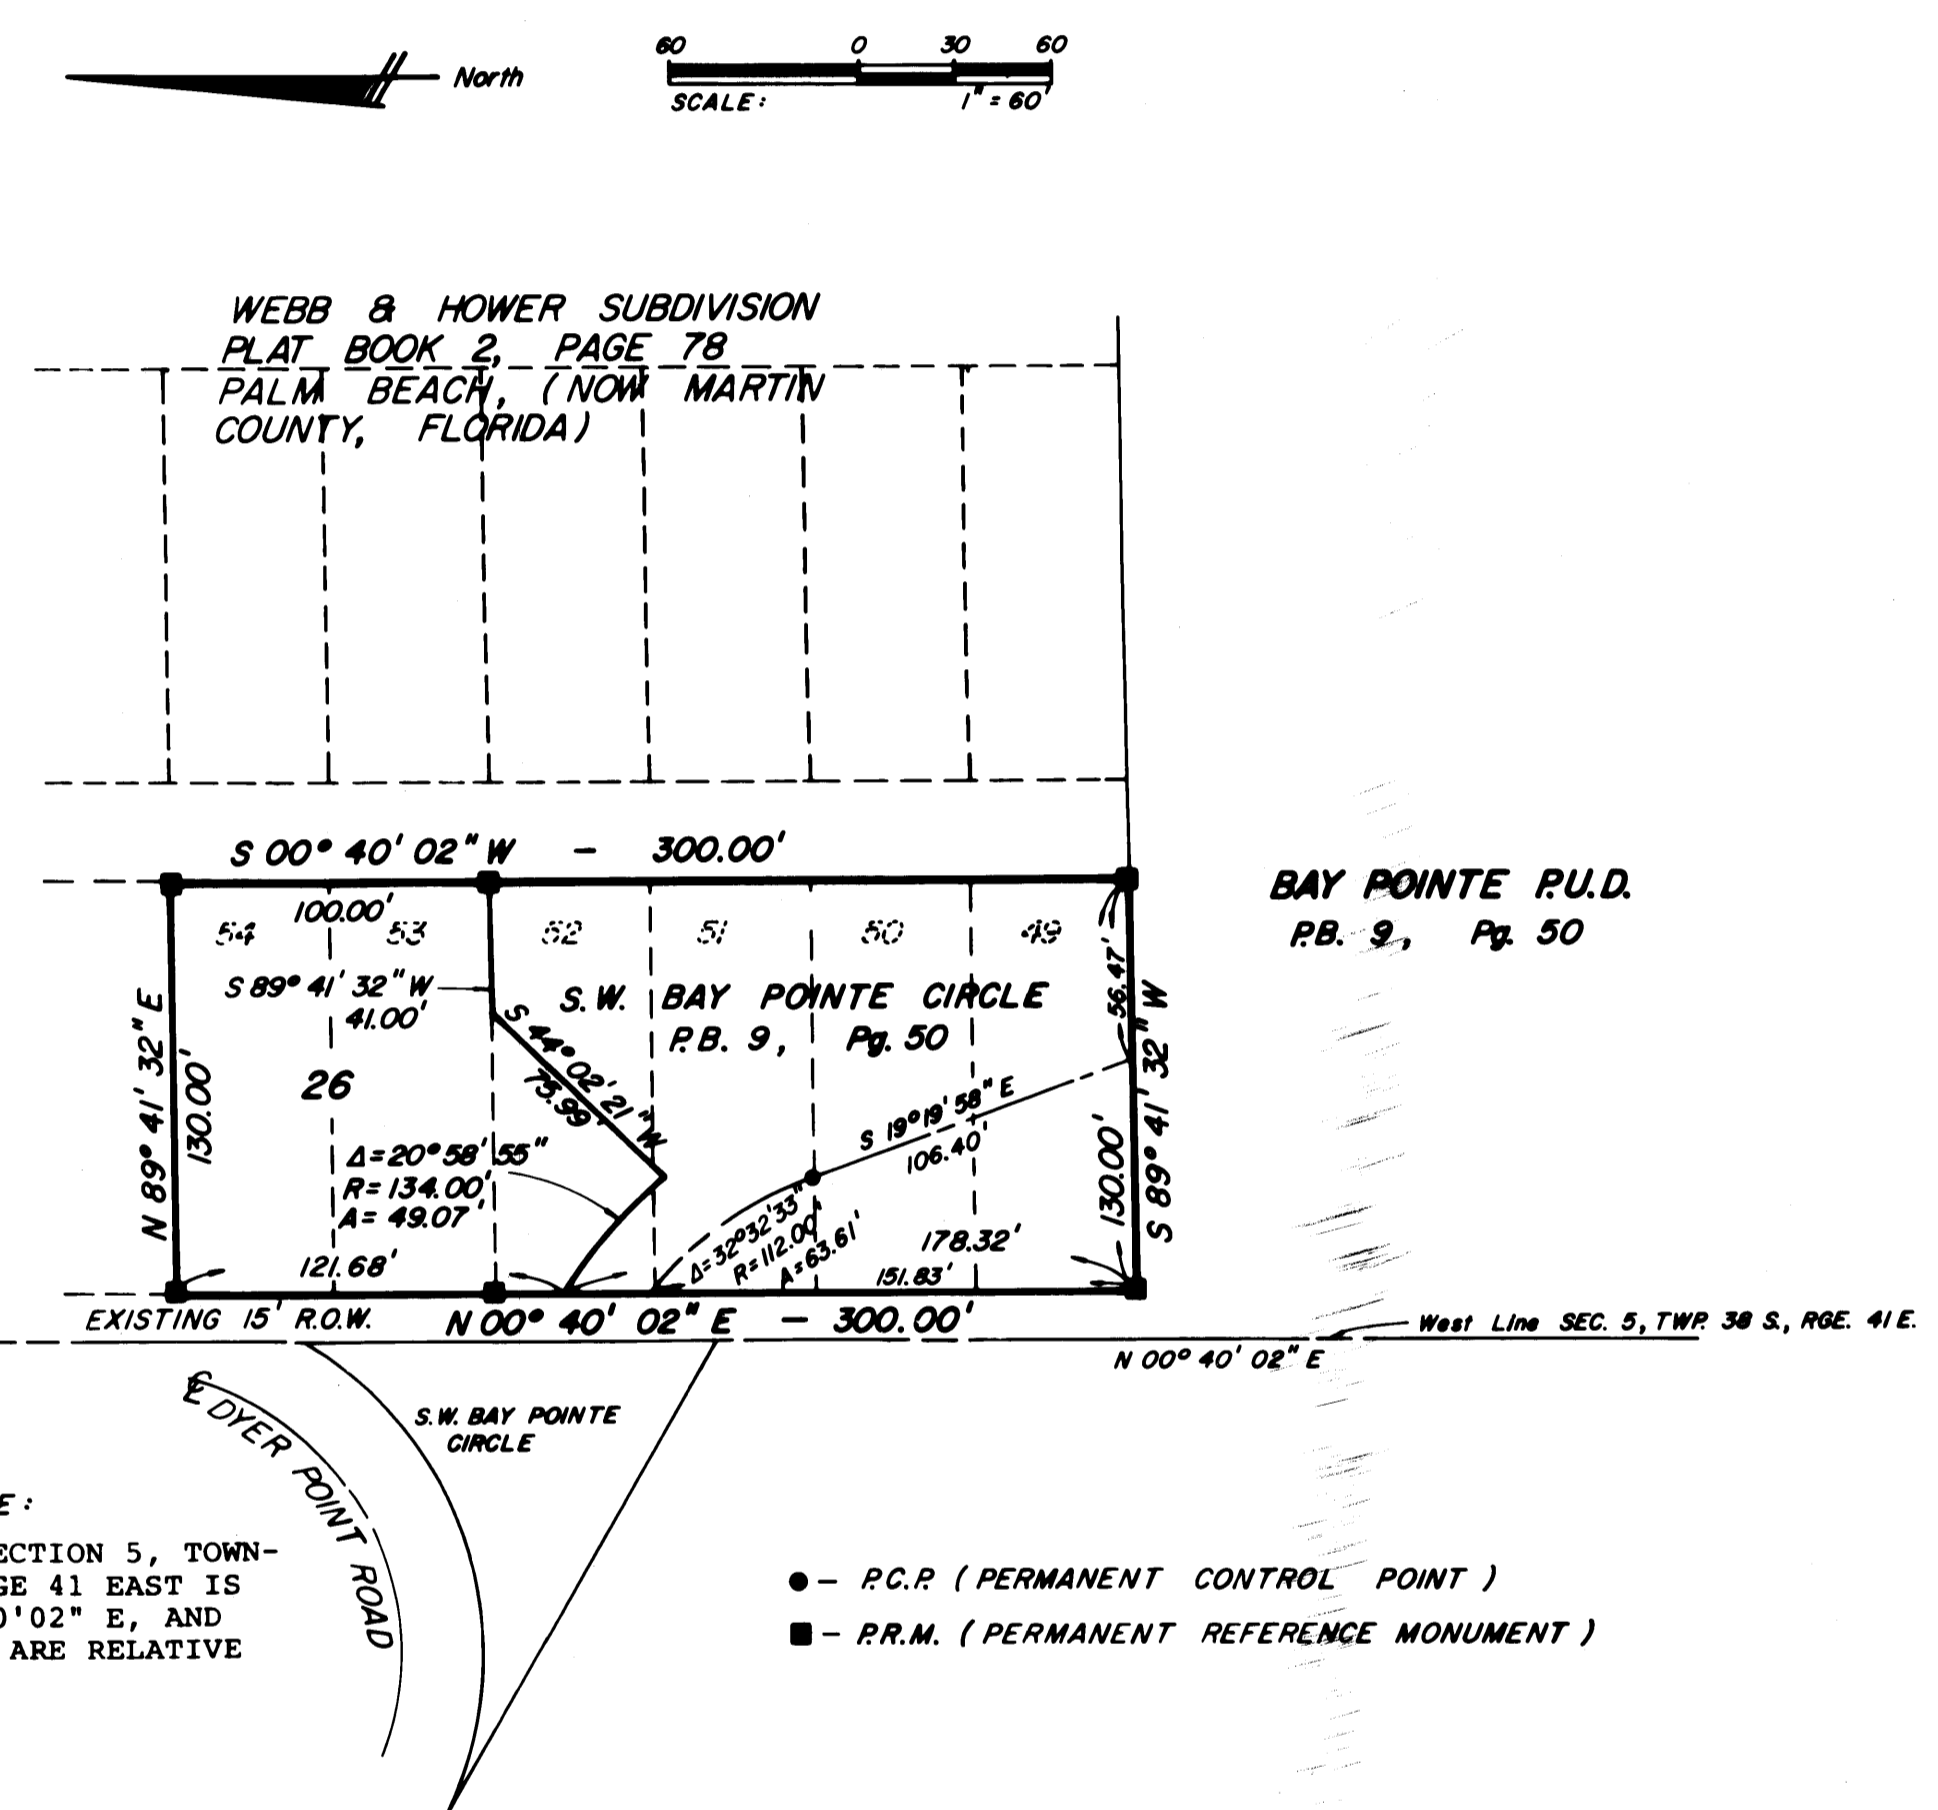 North
60 0 30 60
SCALE: 1" = 60'
WEBB & HOWER SUBDIVISION
PLAT BOOK 2, PAGE 78
PALM BEACH, (NOW MARTIN
COUNTY, FLORIDA)
S 00° 40' 02" W - 300.00'
BAY POINTE P.U.D.
P.B. 9, Pg. 50
100.00'
54 53 52 51 50 49
S 89° 41' 32" W
41.00'
S.W. BAY POINTE CIRCLE
P.B. 9, Pg. 50
56.47'
S 89° 41' 32" W
130.00'
N 89° 41' 32" E
130.00'
26
S 44° 02' 21" W
75.99'
S 19°19' 58" E
106.40'
Δ=20°58'55"
R=134.00'
A=49.07'
Δ=32°32'33"
R=112.00'
A=63.61'
121.68'
178.32'
151.83'
EXISTING 15' R.O.W.
N 00° 40' 02" E - 300.00'
West Line SEC. 5, TWP. 38 S., RGE. 41 E.
N 00° 40' 02" E
℄ DYER POINT ROAD
S.W. BAY POINTE
CIRCLE
E:
ECTION 5, TOWN-
GE 41 EAST IS
0'02" E, AND
ARE RELATIVE
- P.C.P. (PERMANENT CONTROL POINT)
- P.R.M. (PERMANENT REFERENCE MONUMENT)